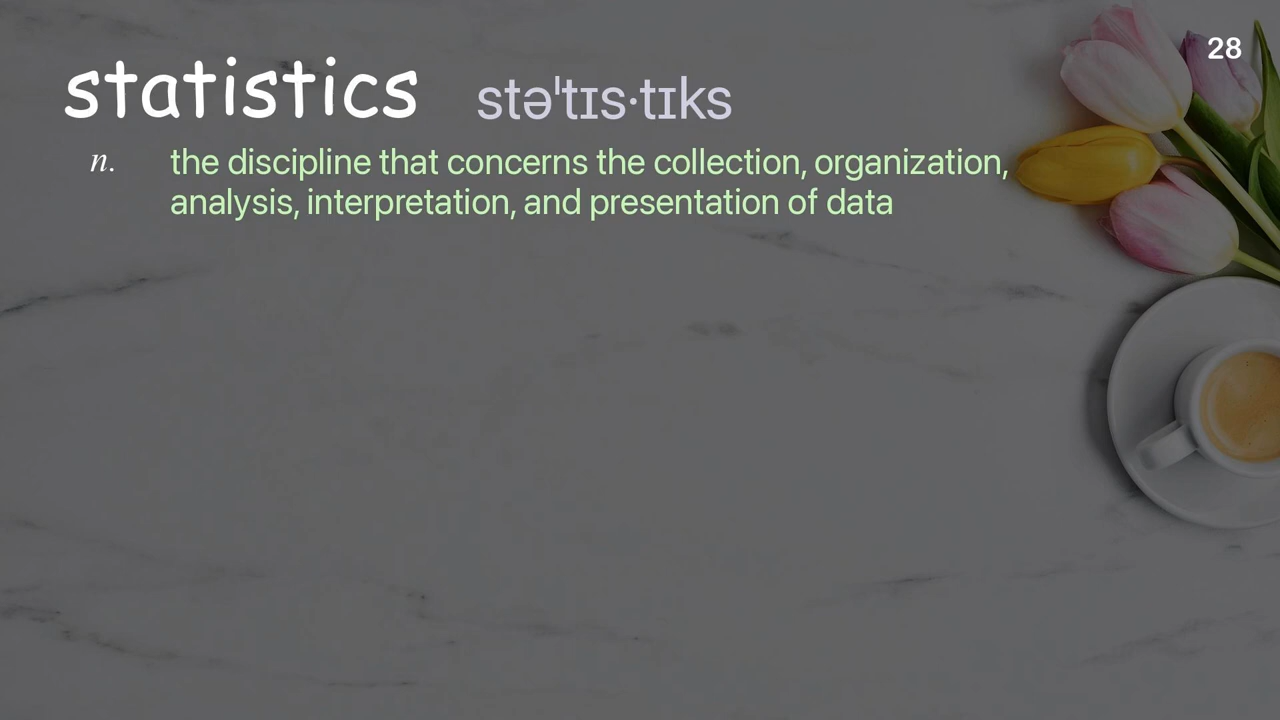 28
statistics stəˈtɪs·tɪks
n. the discipline that concerns the collection, organization,
analysis, interpretation, and presentation of data